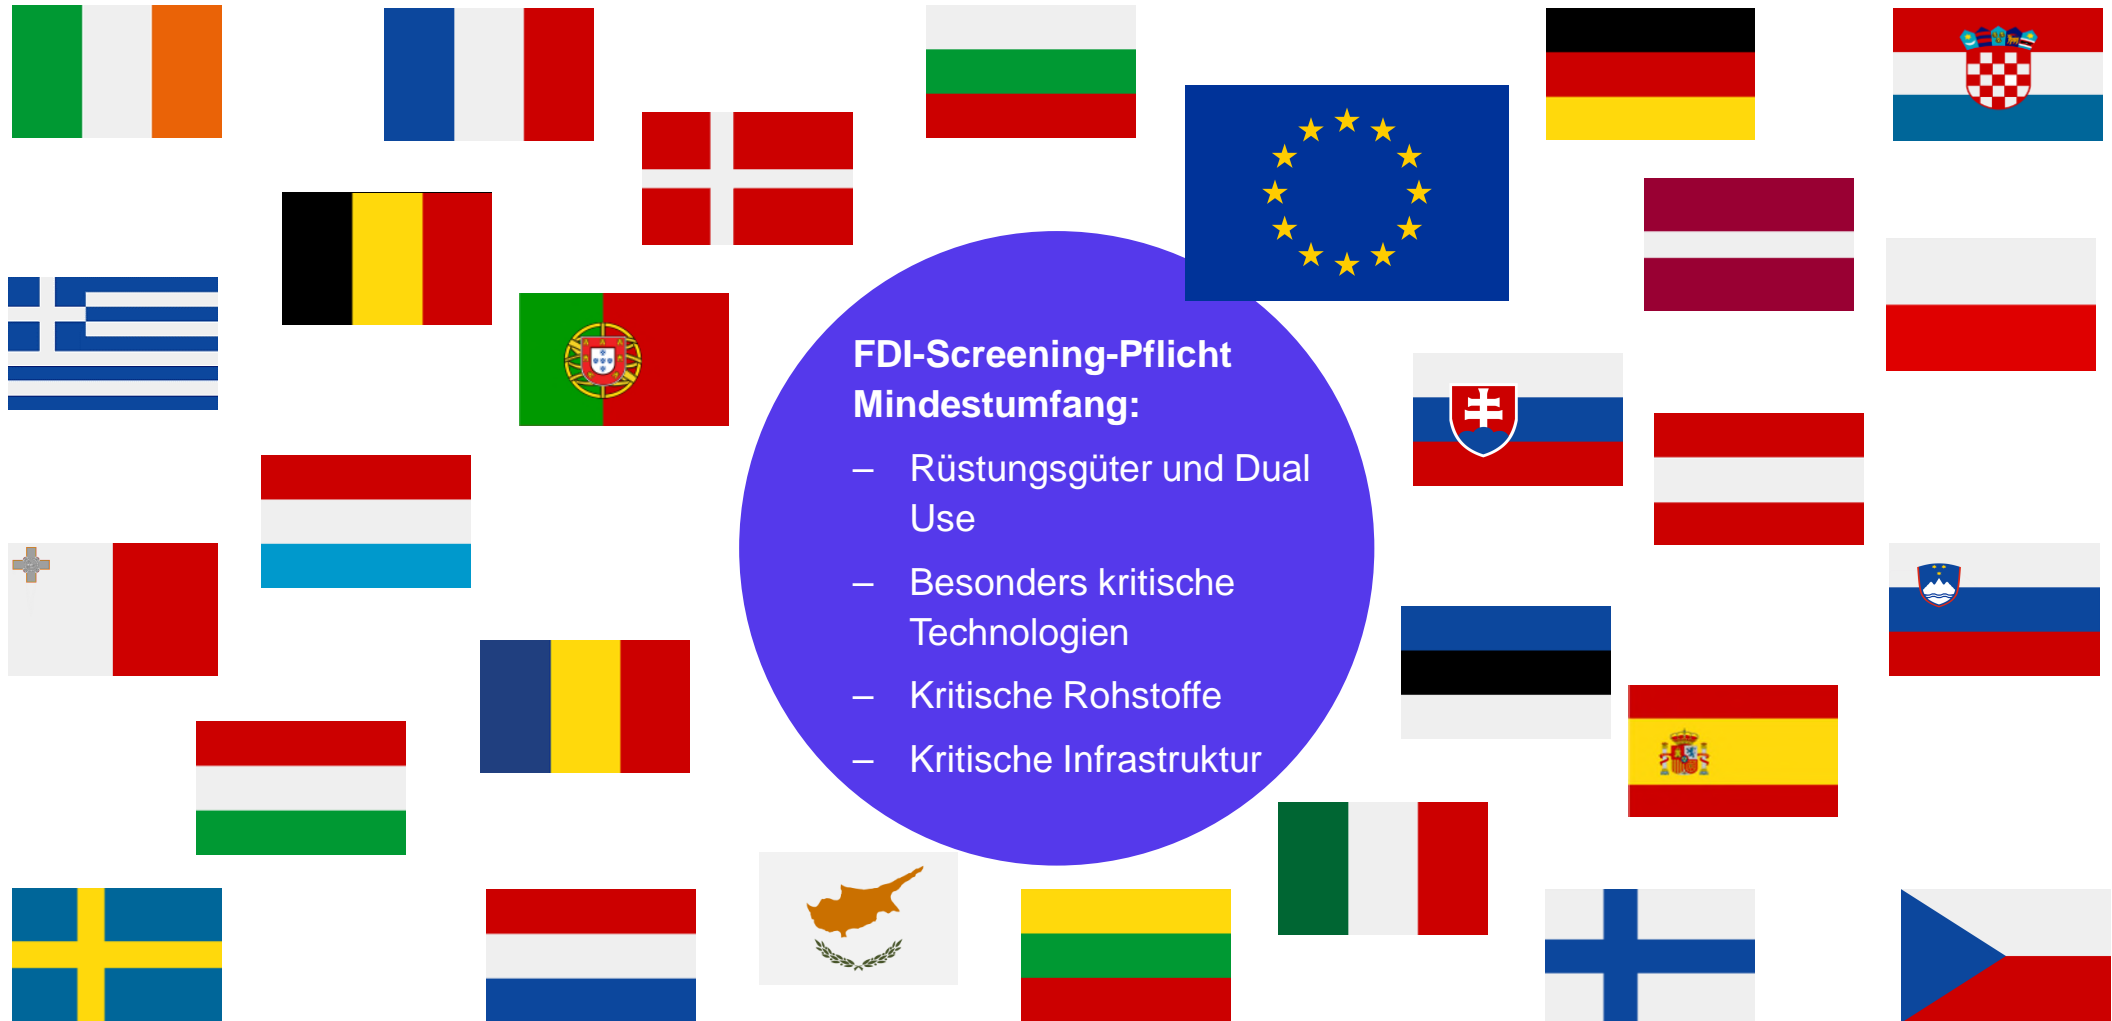 FDI-Screening-Pflicht
Mindestumfang:
– Rüstungsgüter und Dual
Use
– Besonders kritische
Technologien
– Kritische Rohstoffe
– Kritische Infrastruktur